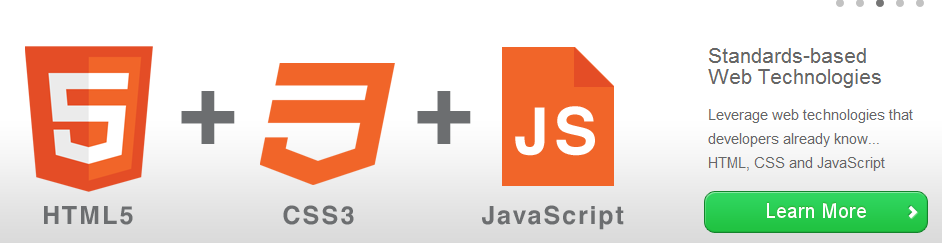 5
+
+
JS
HTML5
CSS3
JavaScript
Standards-based
Web Technologies
Leverage web technologies that
developers already know...
HTML, CSS and JavaScript
Learn More